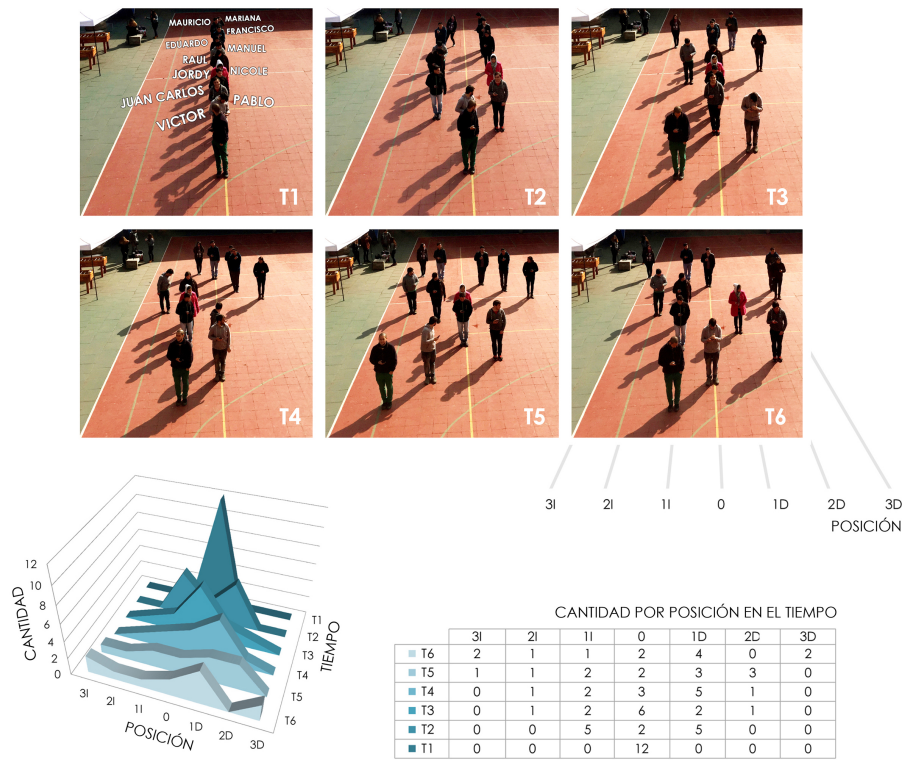 MAURICIO MARIANA
FRANCISCO
EDUARDO MANUEL
RAUL
JORDY NICOLE
JUAN CARLOS PABLO
VICTOR
T1
T2
T3
T4
T5
T6
3I 2I 1I 0 1D 2D 3D
POSICIÓN
12
10
8
6
4
2
0
CANTIDAD
3I
2I
1I
0
1D
2D
3D
POSICIÓN
T1
T2
T3
T4
T5
T6
TIEMPO
CANTIDAD POR POSICIÓN EN EL TIEMPO
3I 2I 1I 0 1D 2D 3D
T6 2 1 1 2 4 0 2
T5 1 1 2 2 3 3 0
T4 0 1 2 3 5 1 0
T3 0 1 2 6 2 1 0
T2 0 0 5 2 5 0 0
T1 0 0 0 12 0 0 0